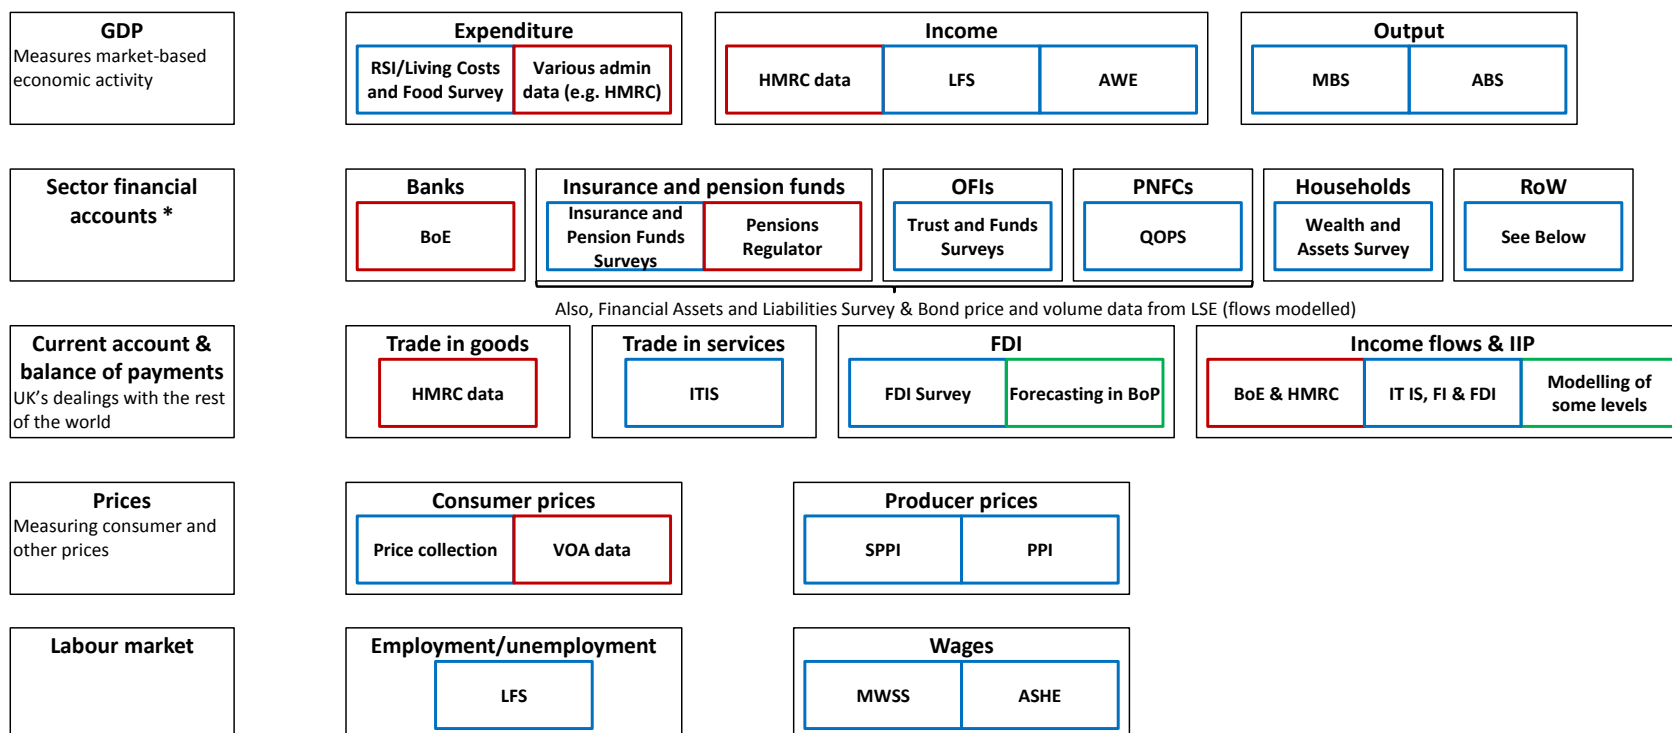 GDP
Measures market-based
economic activity
Expenditure
RSI/Living Costs
and Food Survey
Various admin
data (e.g. HMRC)
Income
HMRC data
LFS
AWE
Output
MBS
ABS
Sector financial
accounts *
Banks
BoE
Insurance and pension funds
Insurance and
Pension Funds
Surveys
Pensions
Regulator
OFIs
Trust and Funds
Surveys
PNFCs
QOPS
Households
Wealth and
Assets Survey
RoW
See Below
Also, Financial Assets and Liabilities Survey & Bond price and volume data from LSE (flows modelled)
Current account &
balance of payments
UK's dealings with the rest
of the world
Trade in goods
HMRC data
Trade in services
ITIS
FDI
FDI Survey
Forecasting in BoP
Income flows & IIP
BoE & HMRC
IT IS, FI & FDI
Modelling of
some levels
Prices
Measuring consumer and
other prices
Consumer prices
Price collection
VOA data
Producer prices
SPPI
PPI
Labour market
Employment/unemployment
LFS
Wages
MWSS
ASHE